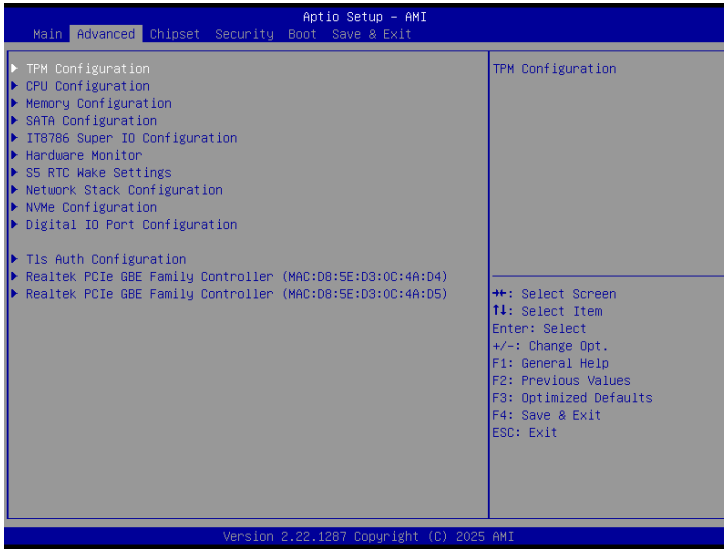 Aptio Setup – AMI
Main Advanced Chipset Security Boot Save & Exit
TPM Configuration
CPU Configuration
Memory Configuration
SATA Configuration
IT8786 Super IO Configuration
Hardware Monitor
S5 RTC Wake Settings
Network Stack Configuration
NVMe Configuration
Digital IO Port Configuration
Tls Auth Configuration
Realtek PCIe GBE Family Controller (MAC:D8:5E:D3:0C:4A:D4)
Realtek PCIe GBE Family Controller (MAC:D8:5E:D3:0C:4A:D5)
TPM Configuration
→←: Select Screen
↑↓: Select Item
Enter: Select
+/-: Change Opt.
F1: General Help
F2: Previous Values
F3: Optimized Defaults
F4: Save & Exit
ESC: Exit
Version 2.22.1287 Copyright (C) 2025 AMI